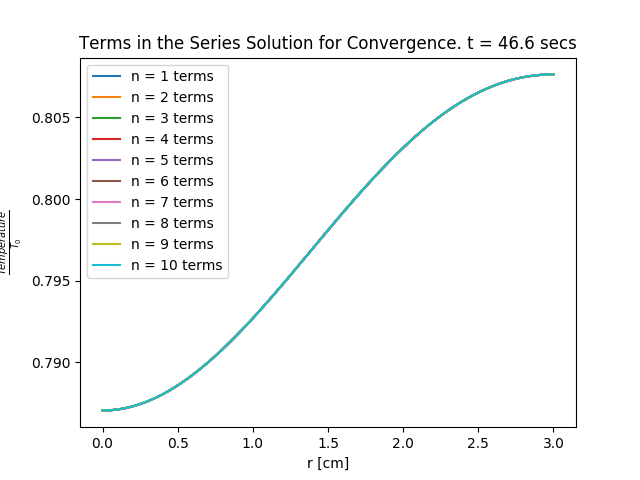 Terms in the Series Solution for Convergence. t = 46.6 secs
n = 1 terms
n = 2 terms
n = 3 terms
n = 4 terms
n = 5 terms
n = 6 terms
n = 7 terms
n = 8 terms
n = 9 terms
n = 10 terms
0.805
0.800
0.795
0.790
Temperature
T₀
0.0 0.5 1.0 1.5 2.0 2.5 3.0
r [cm]